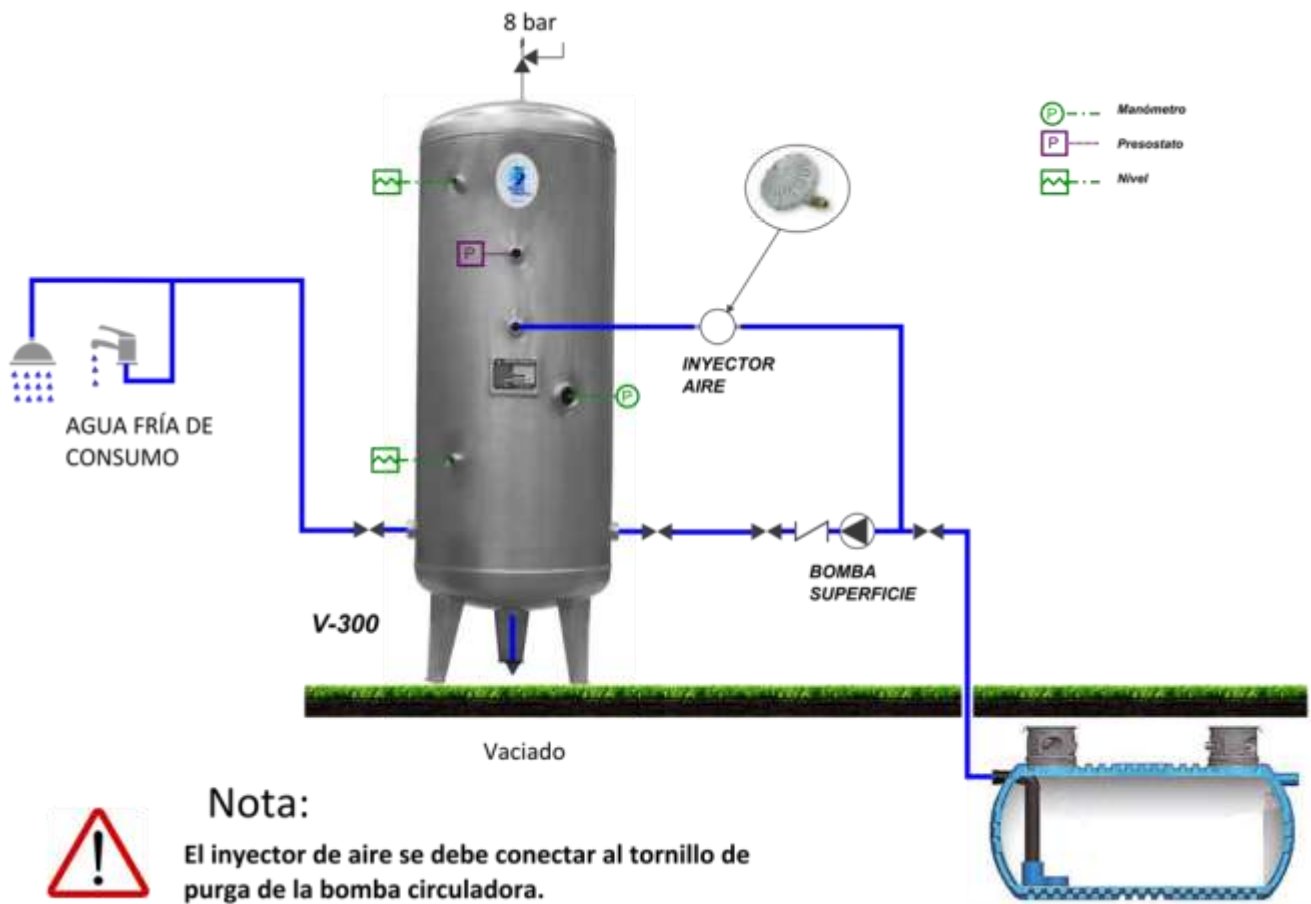 8 bar
P Manómetro
P Presostato
Nivel
P
INYECTOR
AIRE
P
AGUA FRÍA DE
CONSUMO
BOMBA
SUPERFICIE
V-300
Vaciado
Nota:
El inyector de aire se debe conectar al tornillo de
purga de la bomba circuladora.